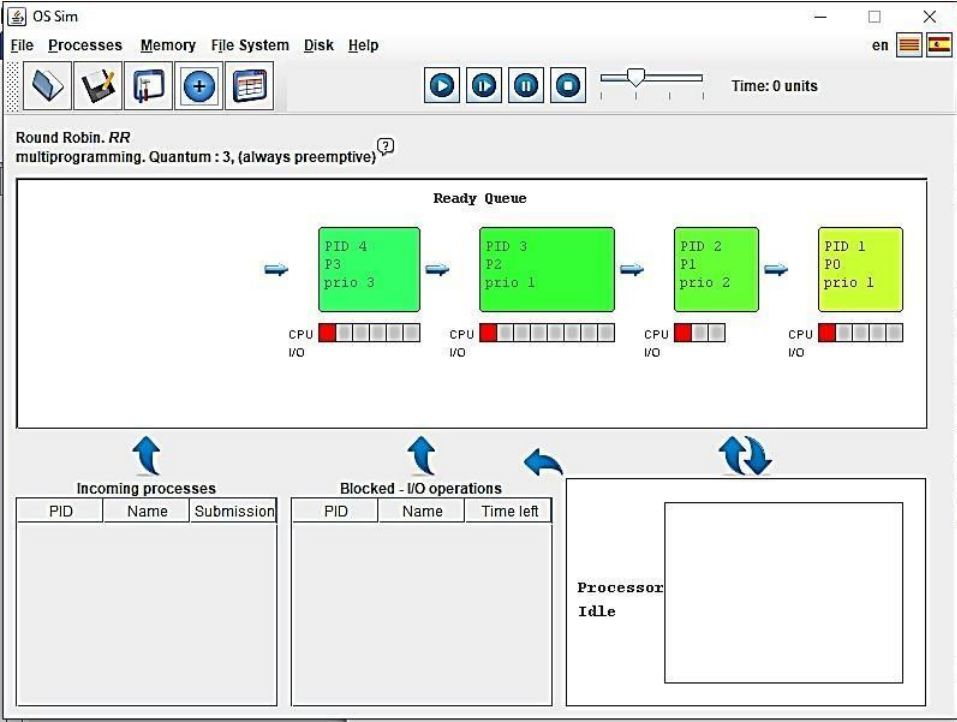 OS Sim
File Processes Memory File System Disk Help
en
Time: 0 units
Round Robin. RR
multiprogramming. Quantum : 3, (always preemptive) ?
Ready Queue
PID 4
P3
prio 3
CPU
I/O
PID 3
P2
prio 1
CPU
I/O
PID 2
P1
prio 2
CPU
I/O
PID 1
P0
prio 1
CPU
I/O
Incoming processes
PID Name Submission
Blocked - I/O operations
PID Name Time left
Processor
Idle